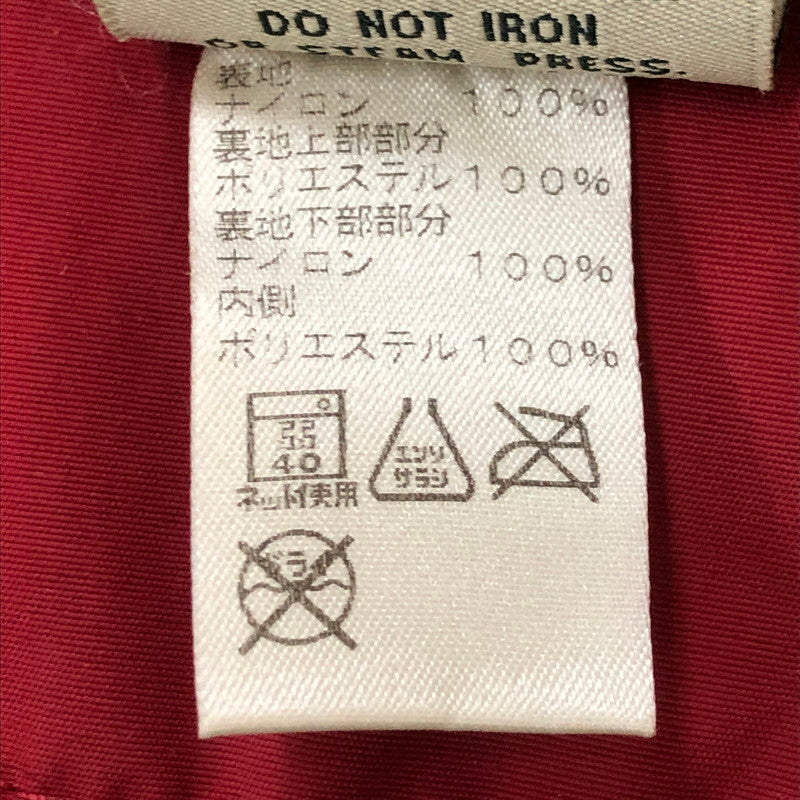 DO NOT IRON
OR STEAM PRESS.
表地
ナイロン 100%
裏地上部部分
ポリエステル100%
裏地下部部分
ナイロン 100%
内側
ポリエステル100%
40
ネット使用
エンソ
サラシ
ドライ